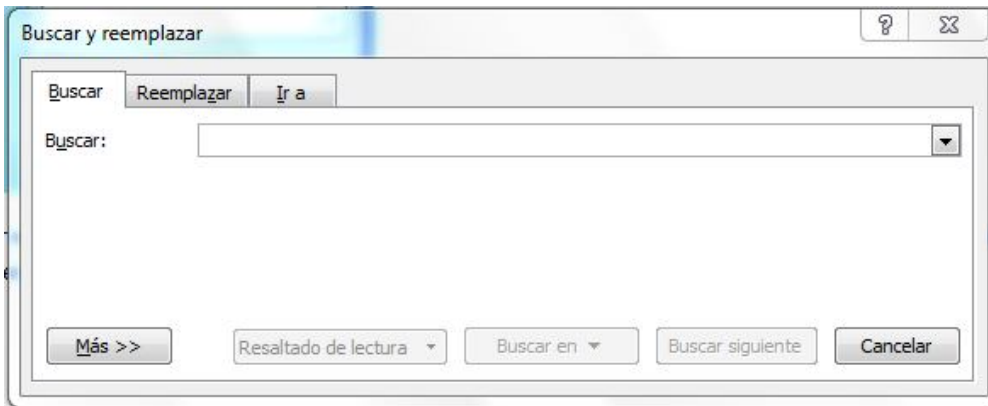 Buscar y reemplazar
Buscar Reemplazar Ir a
Buscar:
Más >> Resaltado de lectura Buscar en Buscar siguiente Cancelar